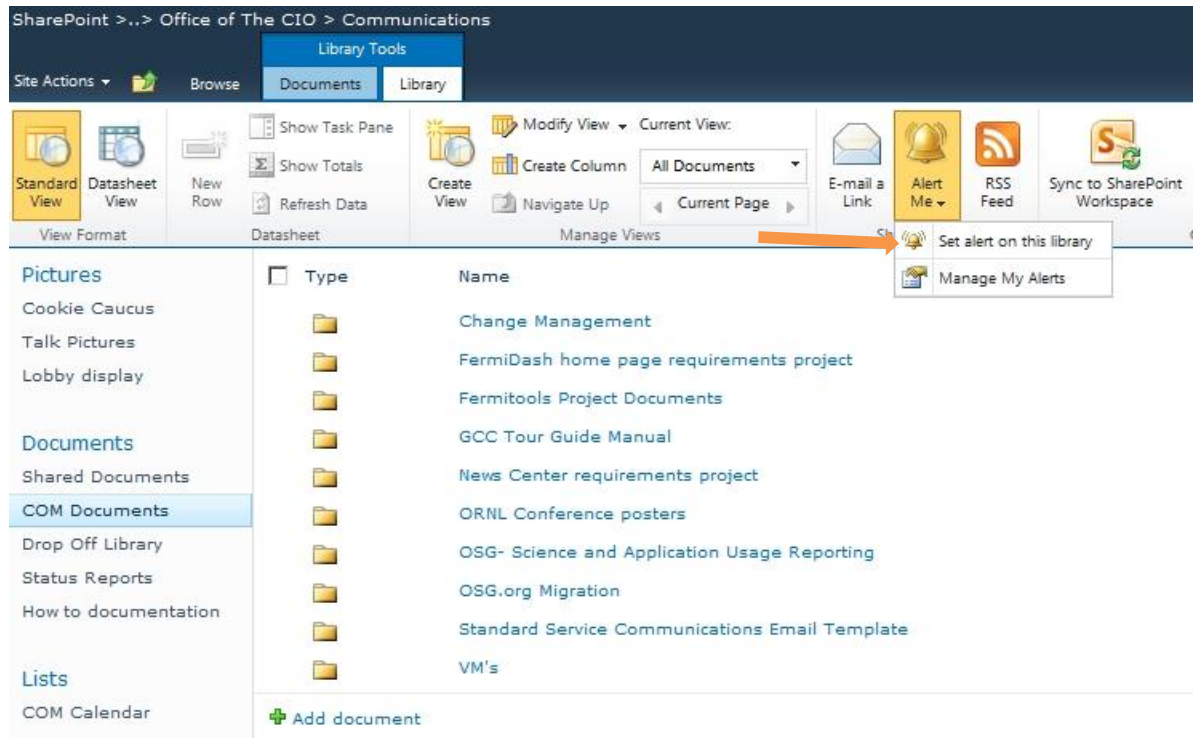 SharePoint >..> Office of The CIO > Communications
Library Tools
Site Actions
Browse
Documents
Library
Standard View
Datasheet View
New Row
Show Task Pane
Show Totals
Refresh Data
Create View
Modify View
Create Column
Navigate Up
Current View:
All Documents
Current Page
E-mail a Link
Alert Me
RSS Feed
Sync to SharePoint Workspace
View Format
Datasheet
Manage Views
Set alert on this library
Manage My Alerts
Pictures
Cookie Caucus
Talk Pictures
Lobby display
Documents
Shared Documents
COM Documents
Drop Off Library
Status Reports
How to documentation
Lists
COM Calendar
Type
Name
Change Management
FermiDash home page requirements project
Fermitools Project Documents
GCC Tour Guide Manual
News Center requirements project
ORNL Conference posters
OSG- Science and Application Usage Reporting
OSG.org Migration
Standard Service Communications Email Template
VM's
Add document